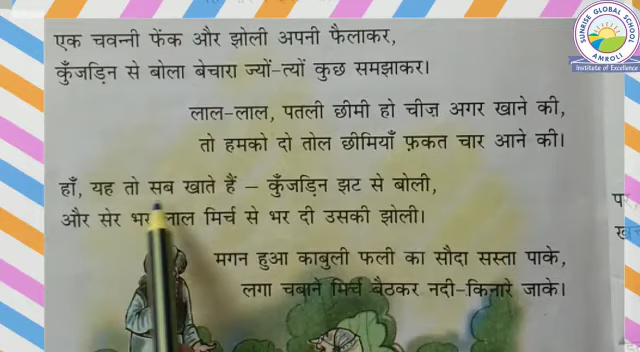 एक चवन्नी फेंक और झोली अपनी फैलाकर,
कुँजड़िन से बोला बेचारा ज्यों-त्यों कुछ समझाकर।
लाल-लाल, पतली छीमी हो चीज़ अगर खाने की,
तो हमको दो तोल छीमियाँ फ़कत चार आने की।
हाँ, यह तो सब खाते हैं – कुँजड़िन झट से बोली,
और सेर भर लाल मिर्च से भर दी उसकी झोली।
मगन हुआ काबुली फली का सौदा सस्ता पाके,
लगा चबाने मिर्च बैठकर नदी-किनारे जाके।
SUNRISE GLOBAL SCHOOL
AMROLI
Institute of Excellence